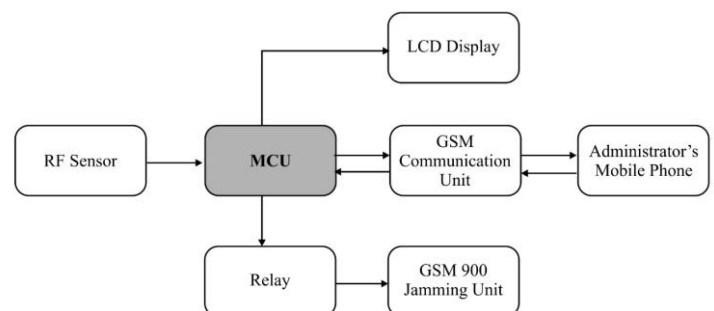 LCD Display
RF Sensor
MCU
GSM
Communication
Unit
Administrator's
Mobile Phone
Relay
GSM 900
Jamming Unit